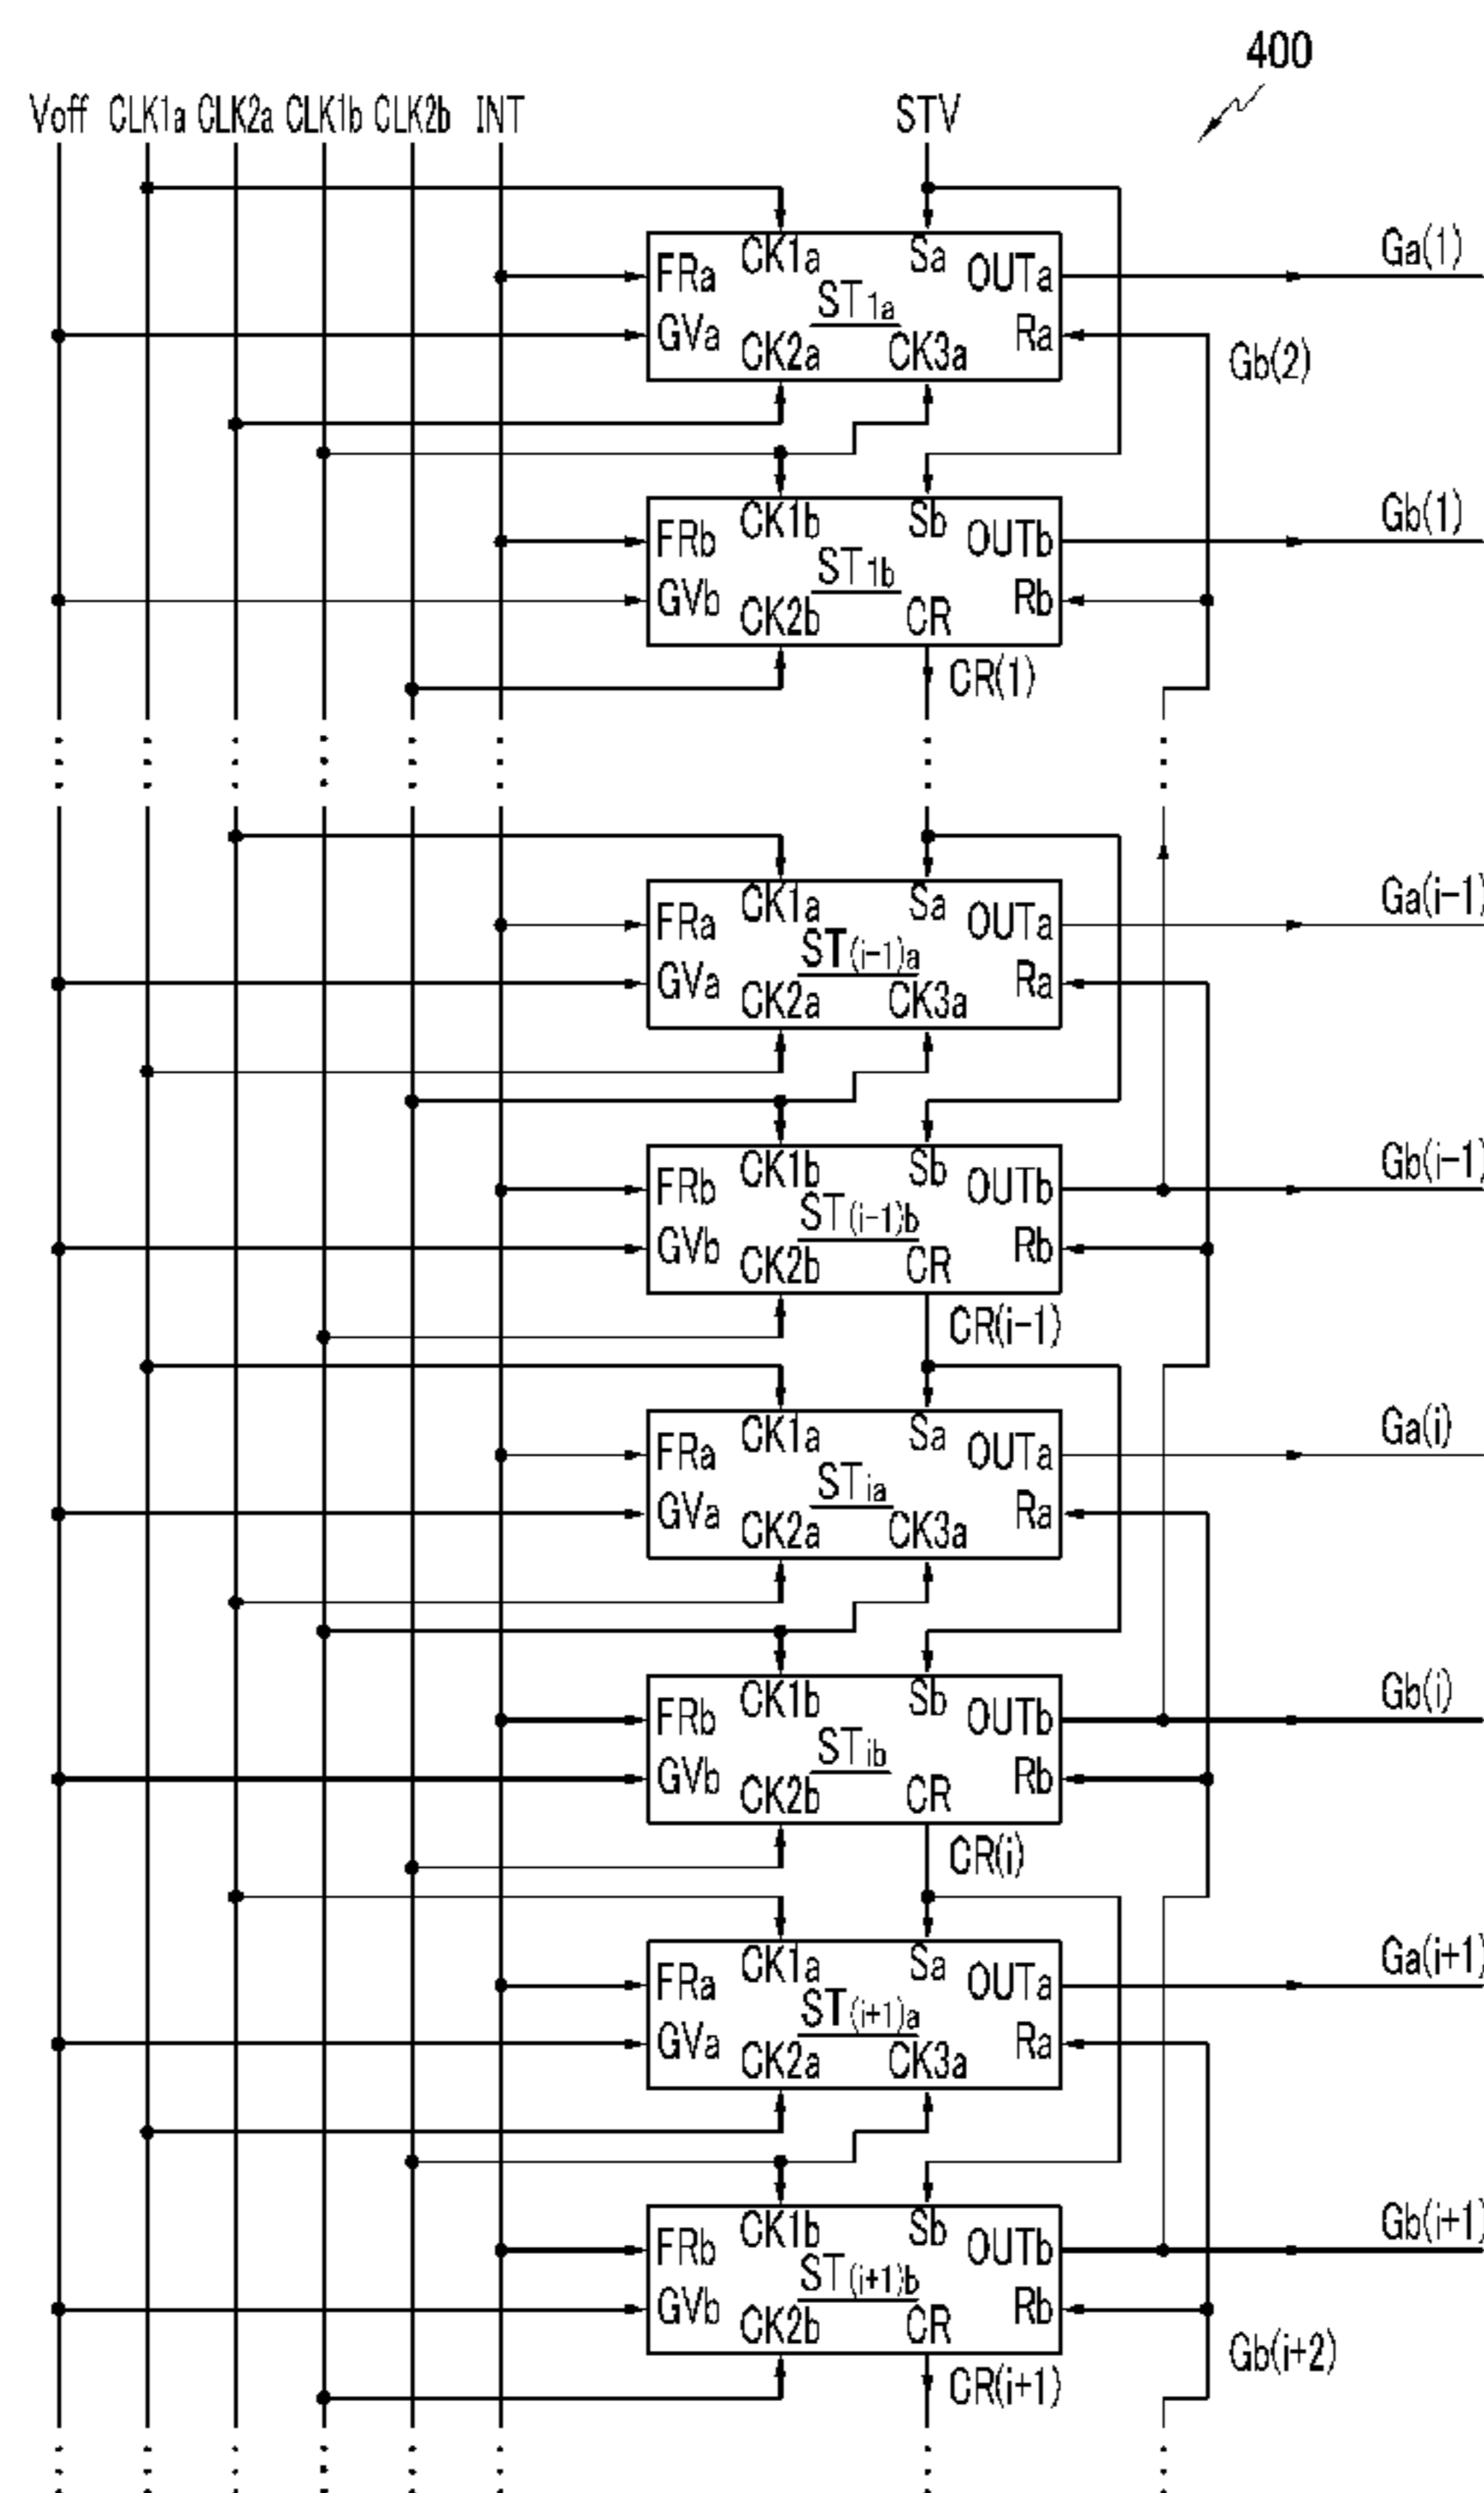 400
Voff CLK1a CLK2a CLK1b CLK2b INT STV
CK1a Sa
FRa OUTa Ga(1)
ST1a
GVa Ra
CK2a CK3a Gb(2)
CK1b Sb
FRb OUTb Gb(1)
ST1b
GVb Rb
CK2b CR
CR(1)
CK1a Sa
FRa OUTa Ga(i-1)
ST(i-1)a
GVa Ra
CK2a CK3a
CK1b Sb
FRb OUTb Gb(i-1)
ST(i-1)b
GVb Rb
CK2b CR
CR(i-1)
CK1a Sa
FRa OUTa Ga(i)
STia
GVa Ra
CK2a CK3a
CK1b Sb
FRb OUTb Gb(i)
STib
GVb Rb
CK2b CR
CR(i)
CK1a Sa
FRa OUTa Ga(i+1)
ST(i+1)a
GVa Ra
CK2a CK3a
CK1b Sb
FRb OUTb Gb(i+1)
ST(i+1)b
GVb Rb
CK2b CR
Gb(i+2)
CR(i+1)